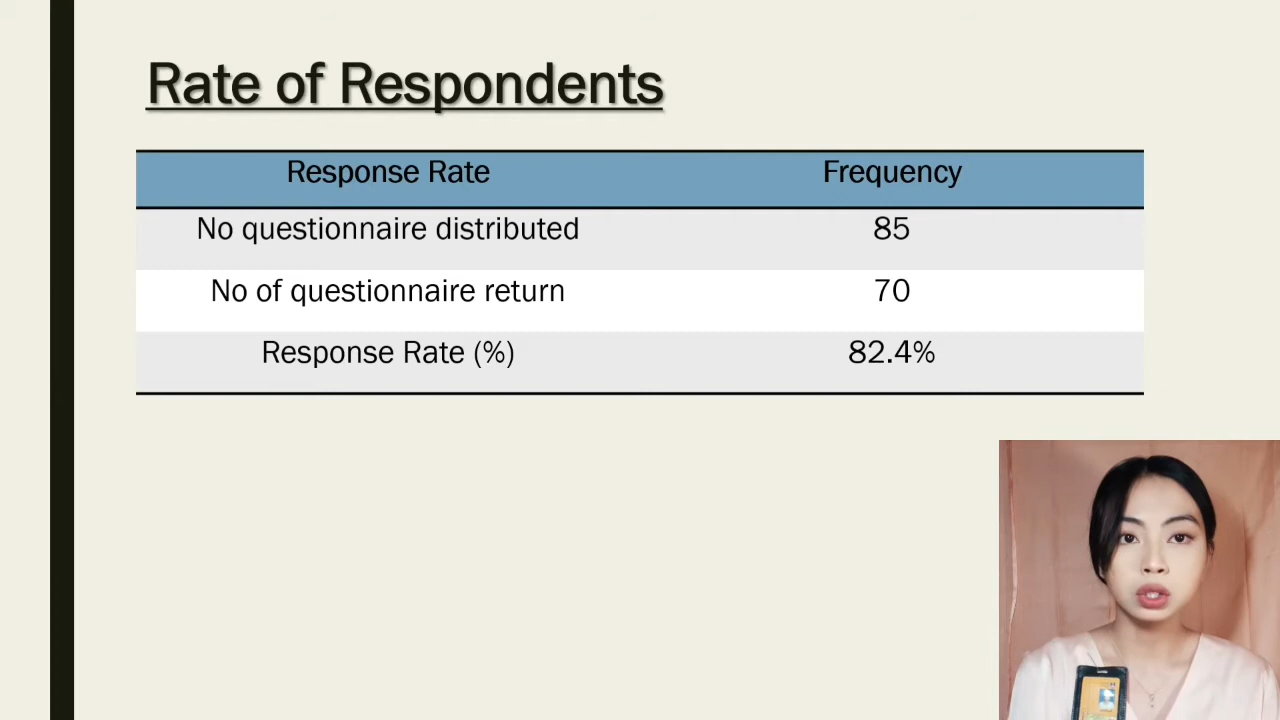 Rate of Respondents
Response Rate Frequency
No questionnaire distributed 85
No of questionnaire return 70
Response Rate (%) 82.4%